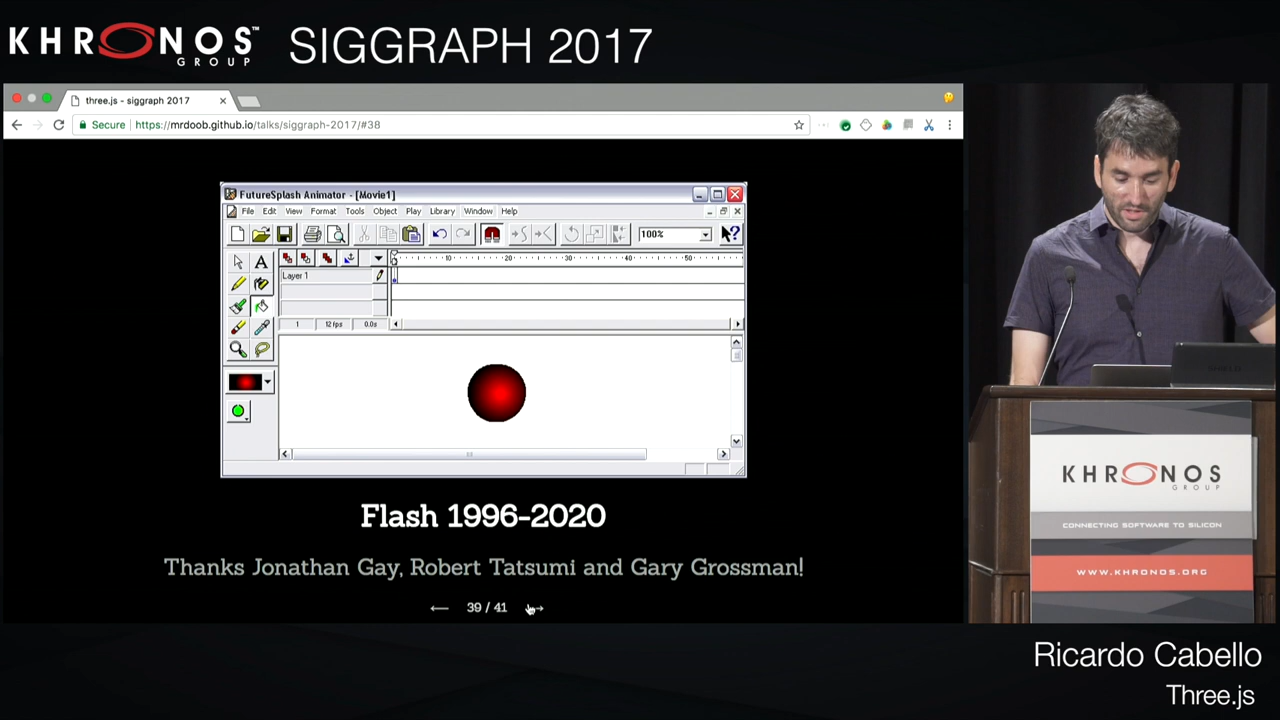 KHRONOS™ GROUP
SIGGRAPH 2017
three.js - siggraph 2017
Secure
https://mrdoob.github.io/talks/siggraph-2017/#38
FutureSplash Animator - [Movie1]
File Edit View Format Tools Object Play Library Window Help
100%
10 20 30 40 50
Layer 1
1 12 fps 0.0s
Flash 1996-2020
Thanks Jonathan Gay, Robert Tatsumi and Gary Grossman!
← 39 / 41 →
KHRONOS
GROUP
CONNECTING SOFTWARE TO SILICON
WWW.KHRONOS.ORG
Ricardo Cabello
Three.js